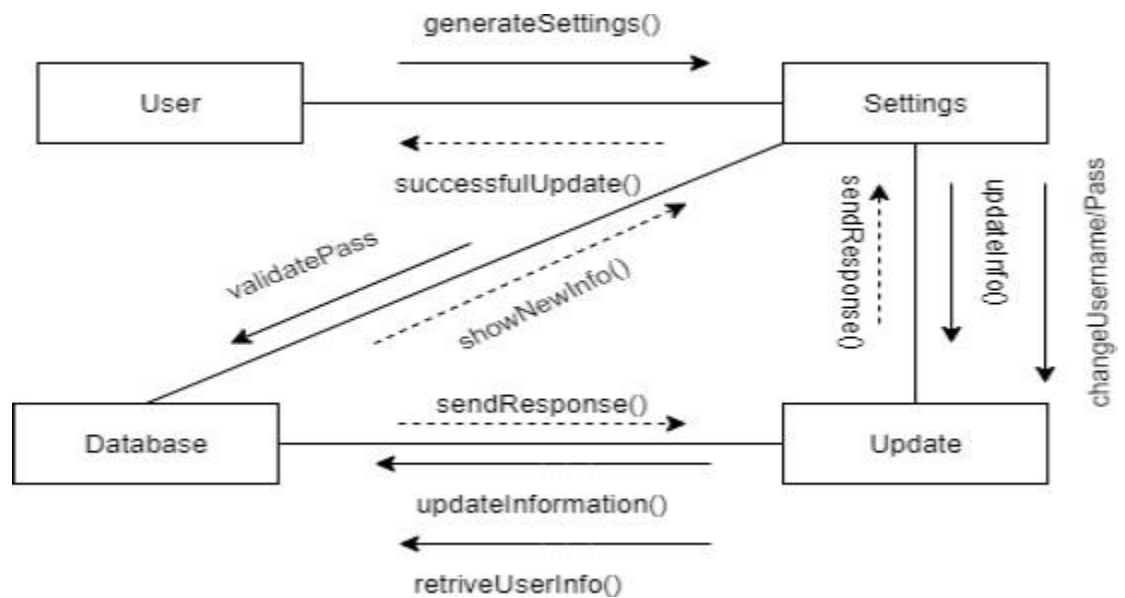 generateSettings()
User
Settings
successfulUpdate()
validatePass
showNewInfo()
sendResponse()
updateInfo()
changeUsername/Pass
sendResponse()
Database
Update
updateInformation()
retriveUserInfo()